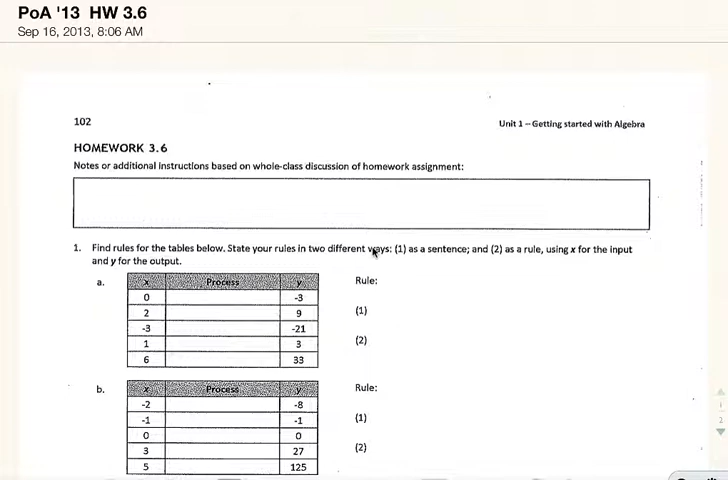 PoA '13 HW 3.6
Sep 16, 2013, 8:06 AM
102
Unit 1 – Getting started with Algebra
HOMEWORK 3.6
Notes or additional instructions based on whole-class discussion of homework assignment:
1. Find rules for the tables below. State your rules in two different ways: (1) as a sentence; and (2) as a rule, using x for the input
and y for the output.
a. x Process y Rule:
0 -3
2 9 (1)
-3 -21
1 3 (2)
6 33
b. x Process y Rule:
-2 -8
-1 -1 (1)
0 0
3 27 (2)
5 125
1
2